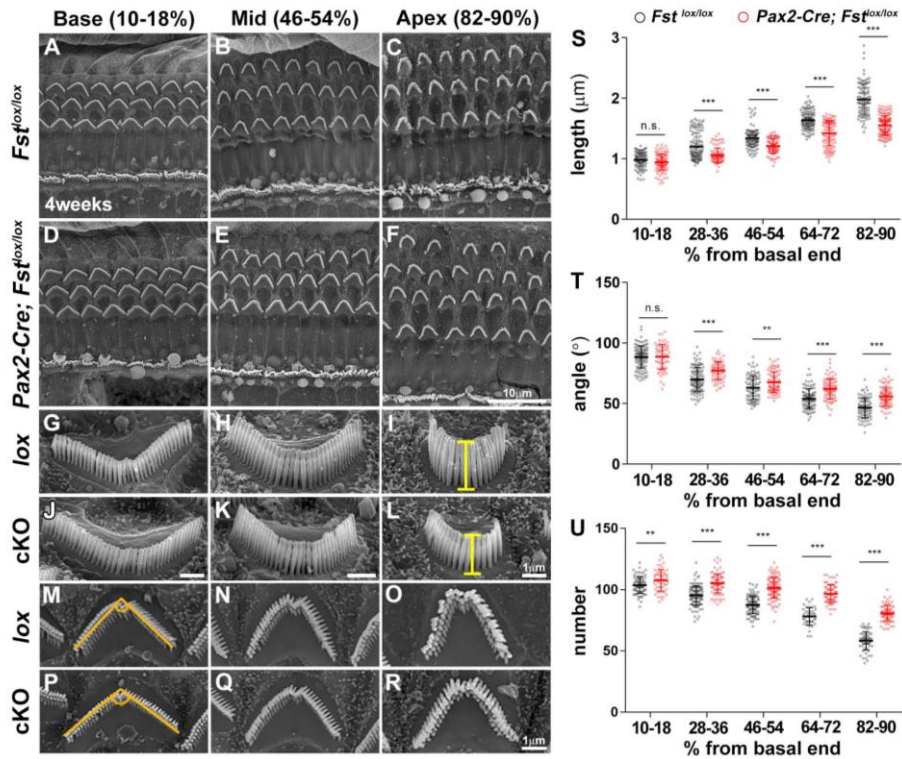 Base (10-18%) Mid (46-54%) Apex (82-90%)
Fst lox/lox
A B C
4weeks
Pax2-Cre; Fst lox/lox
D E F
10μm
lox
G H I
cKO
J K L
1μm
lox
M N O
cKO
P Q R
1μm
Fst lox/lox Pax2-Cre; Fst lox/lox
S
length (μm)
3
2
1
0
n.s. *** *** *** ***
10-18 28-36 46-54 64-72 82-90
% from basal end
T
angle (°)
150
100
50
0
n.s. *** ** *** ***
10-18 28-36 46-54 64-72 82-90
% from basal end
U
number
150
100
50
0
** *** *** *** ***
10-18 28-36 46-54 64-72 82-90
% from basal end